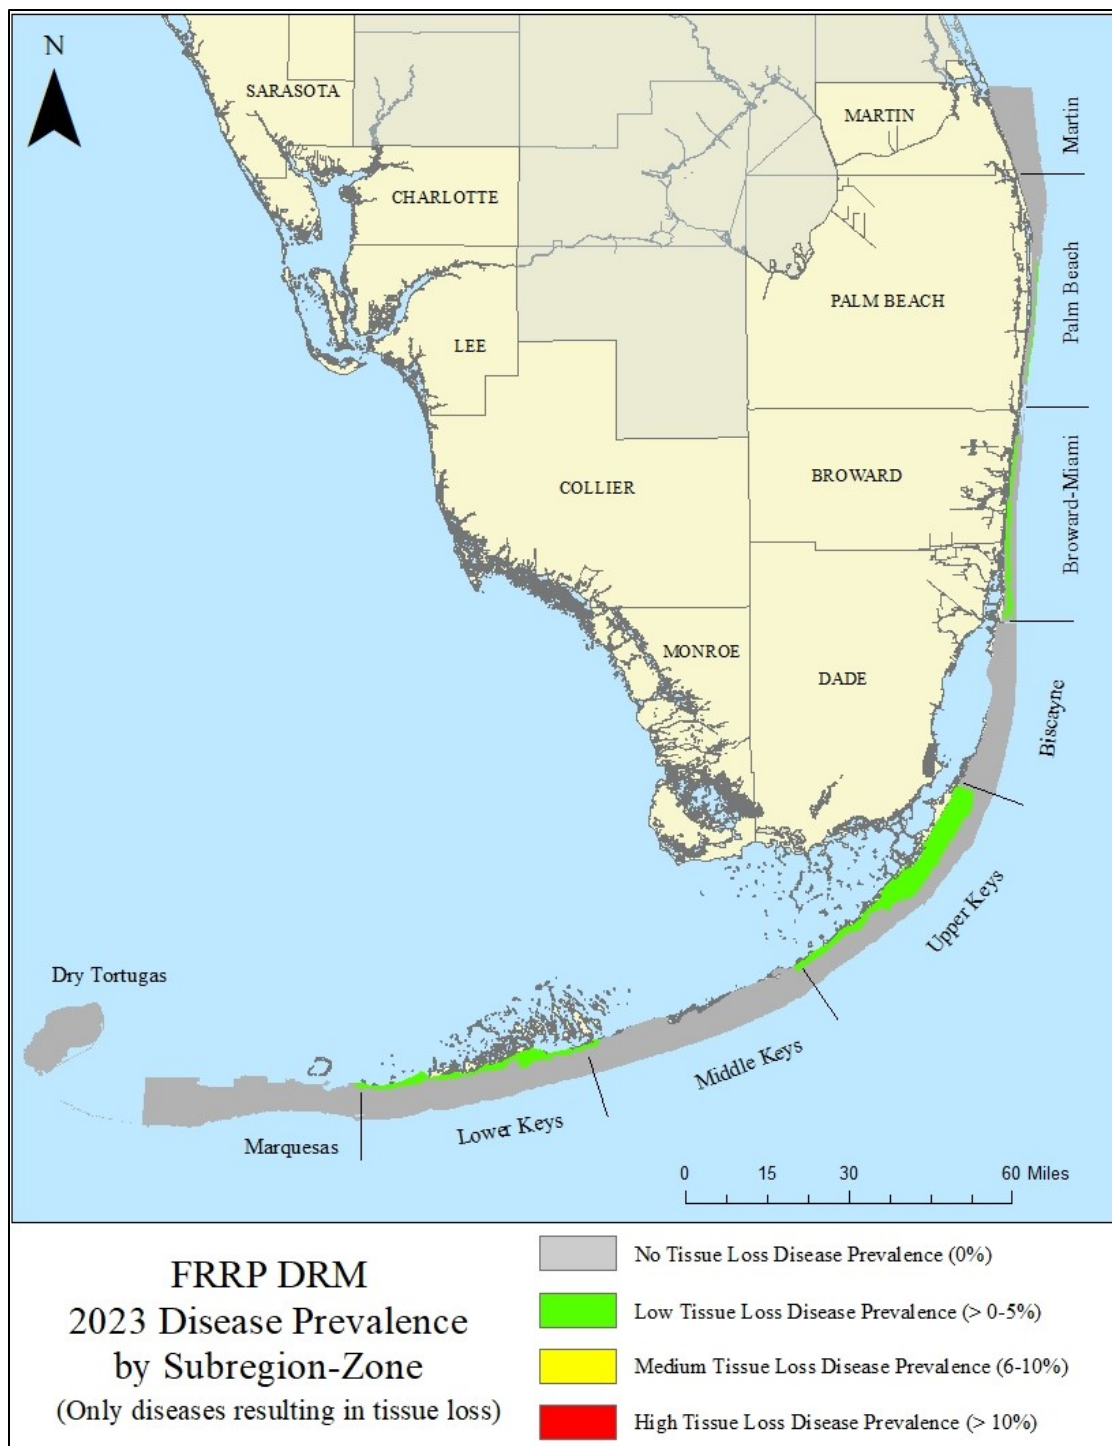 N
SARASOTA
MARTIN
Martin
CHARLOTTE
PALM BEACH
Palm Beach
LEE
COLLIER
BROWARD
Broward-Miami
MONROE
DADE
Biscayne
Upper Keys
Dry Tortugas
Middle Keys
Lower Keys
Marquesas
0 15 30 60 Miles
FRRP DRM
2023 Disease Prevalence
by Subregion-Zone
(Only diseases resulting in tissue loss)
No Tissue Loss Disease Prevalence (0%)
Low Tissue Loss Disease Prevalence (> 0-5%)
Medium Tissue Loss Disease Prevalence (6-10%)
High Tissue Loss Disease Prevalence (> 10%)